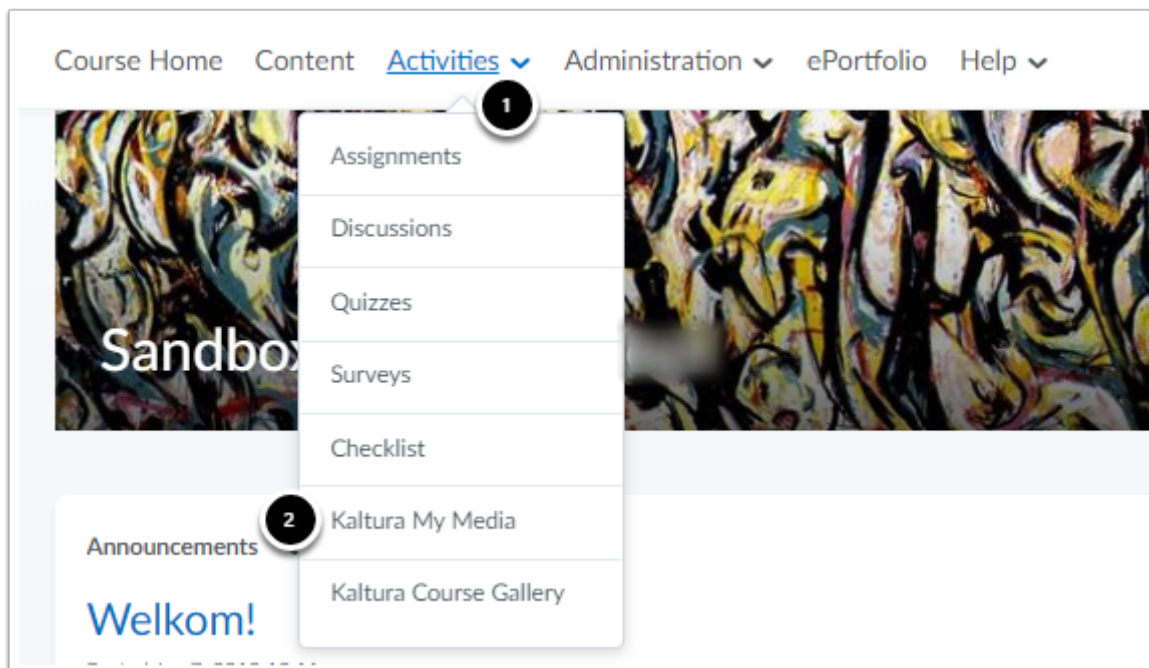 Course Home Content Activities Administration ePortfolio Help
1
Assignments
Discussions
Quizzes
Sandbox
Surveys
Checklist
2 Kaltura My Media
Announcements
Kaltura Course Gallery
Welkom!